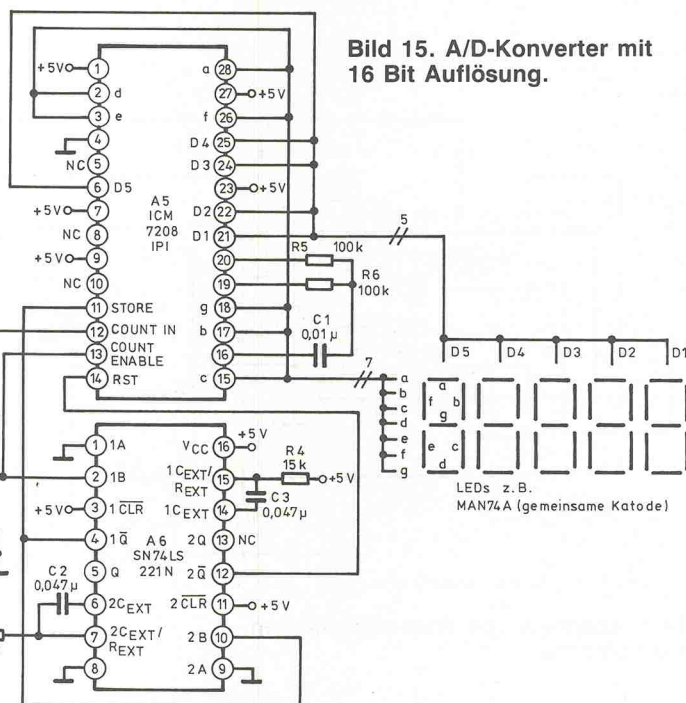 Bild 15. A/D-Konverter mit
16 Bit Auflösung.
+5V 1
2 d
3 e
4
NC 5
6 D5
+5V 7
NC 8
+5V 9
NC 10
11 STORE
12 COUNT IN
13 COUNT
ENABLE
14 RST
A5
ICM
7208
IPI
a 28
27 +5V
f 26
D4 25
D3 24
23 +5V
D2 22
D1 21
20
19
g 18
b 17
16
c 15
R5 100k
R6
100k
C1
0,01µ
5
7
D5 D4 D3 D2 D1
a
b
c
d
e
f
g
a
f b
g
e c
d
LEDs z.B.
MAN74A (gemeinsame Katode)
1 1A
2 1B
+5V 3 1CLR
4 1Q
5 Q
6 2CEXT
7 2CEXT/
REXT
8
C2
0,047µ
A6
SN74LS
221N
VCC 16 +5V
1CEXT/ 15
REXT
1CEXT 14
2Q 13 NC
2Q 12
2CLR 11 +5V
2B 10
2A 9
R4
15k
+5V
C3
0,047µ